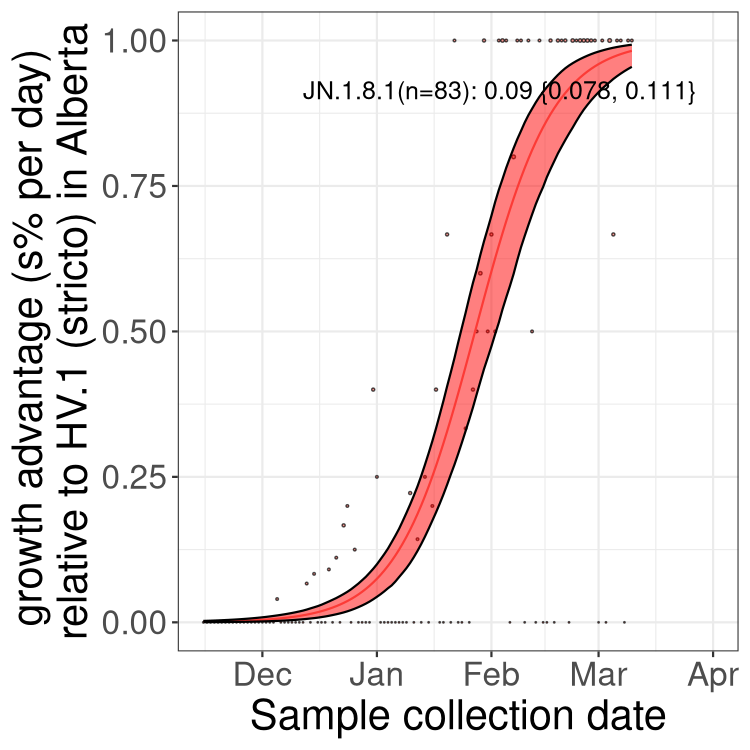 growth advantage (s% per day)
relative to HV.1 (stricto) in Alberta
1.00
0.75
0.50
0.25
0.00
JN.1.8.1(n=83): 0.09 {0.078, 0.111}
Dec Jan Feb Mar Apr
Sample collection date